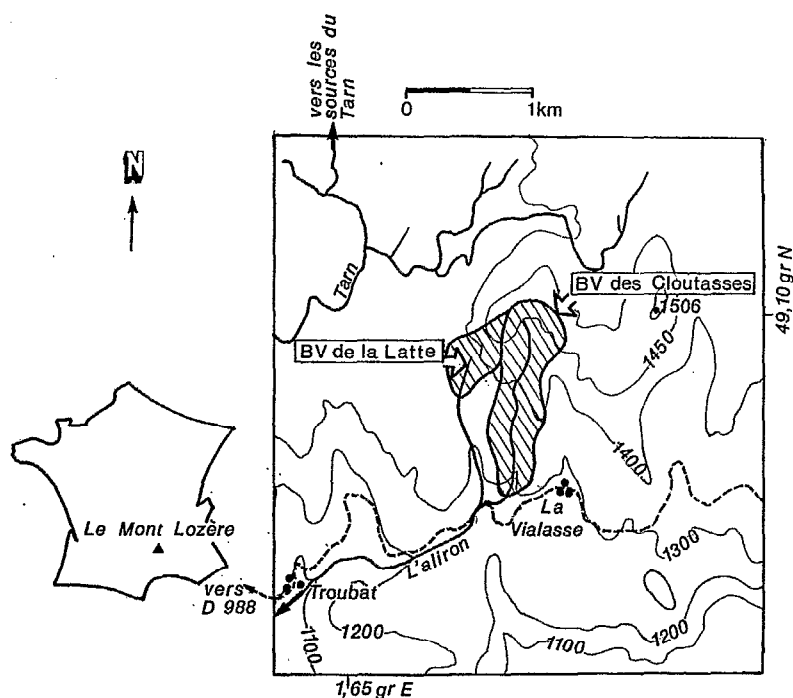 vers les
sources du
Tarn
0 1km
N
Tarn
BV des Cloutasses
1506
49,10 gr N
BV de la Latte
1450
1400
Le Mont Lozère
La
Vialasse
L'aliron
1300
vers
D 988
Troubat
1100
1200
1100
1200
1,65 gr E